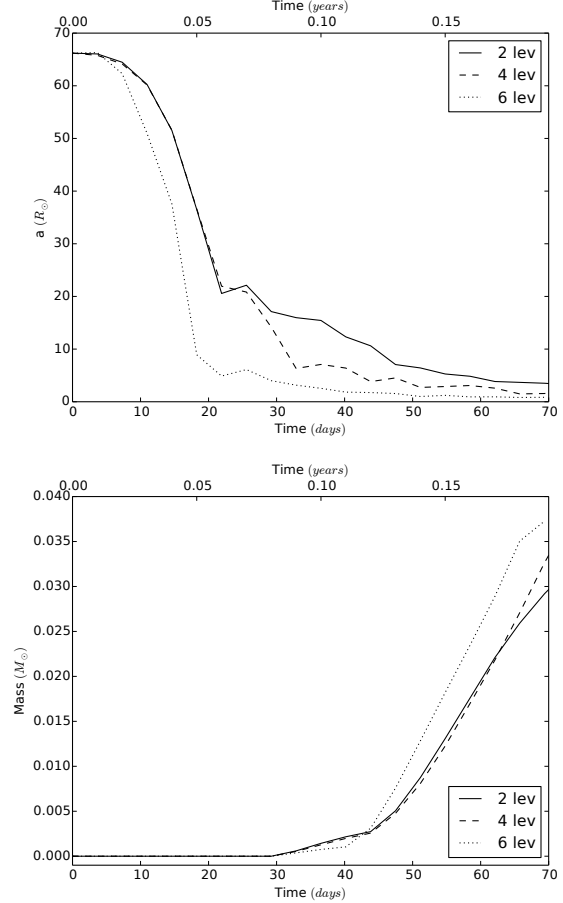 Time (years)
0.00 0.05 0.10 0.15
70
60
50
40
30
20
10
0
a (R☉)
2 lev
4 lev
6 lev
0 10 20 30 40 50 60 70
Time (days)
Time (years)
0.00 0.05 0.10 0.15
0.040
0.035
0.030
0.025
0.020
0.015
0.010
0.005
0.000
Mass (M☉)
2 lev
4 lev
6 lev
0 10 20 30 40 50 60 70
Time (days)